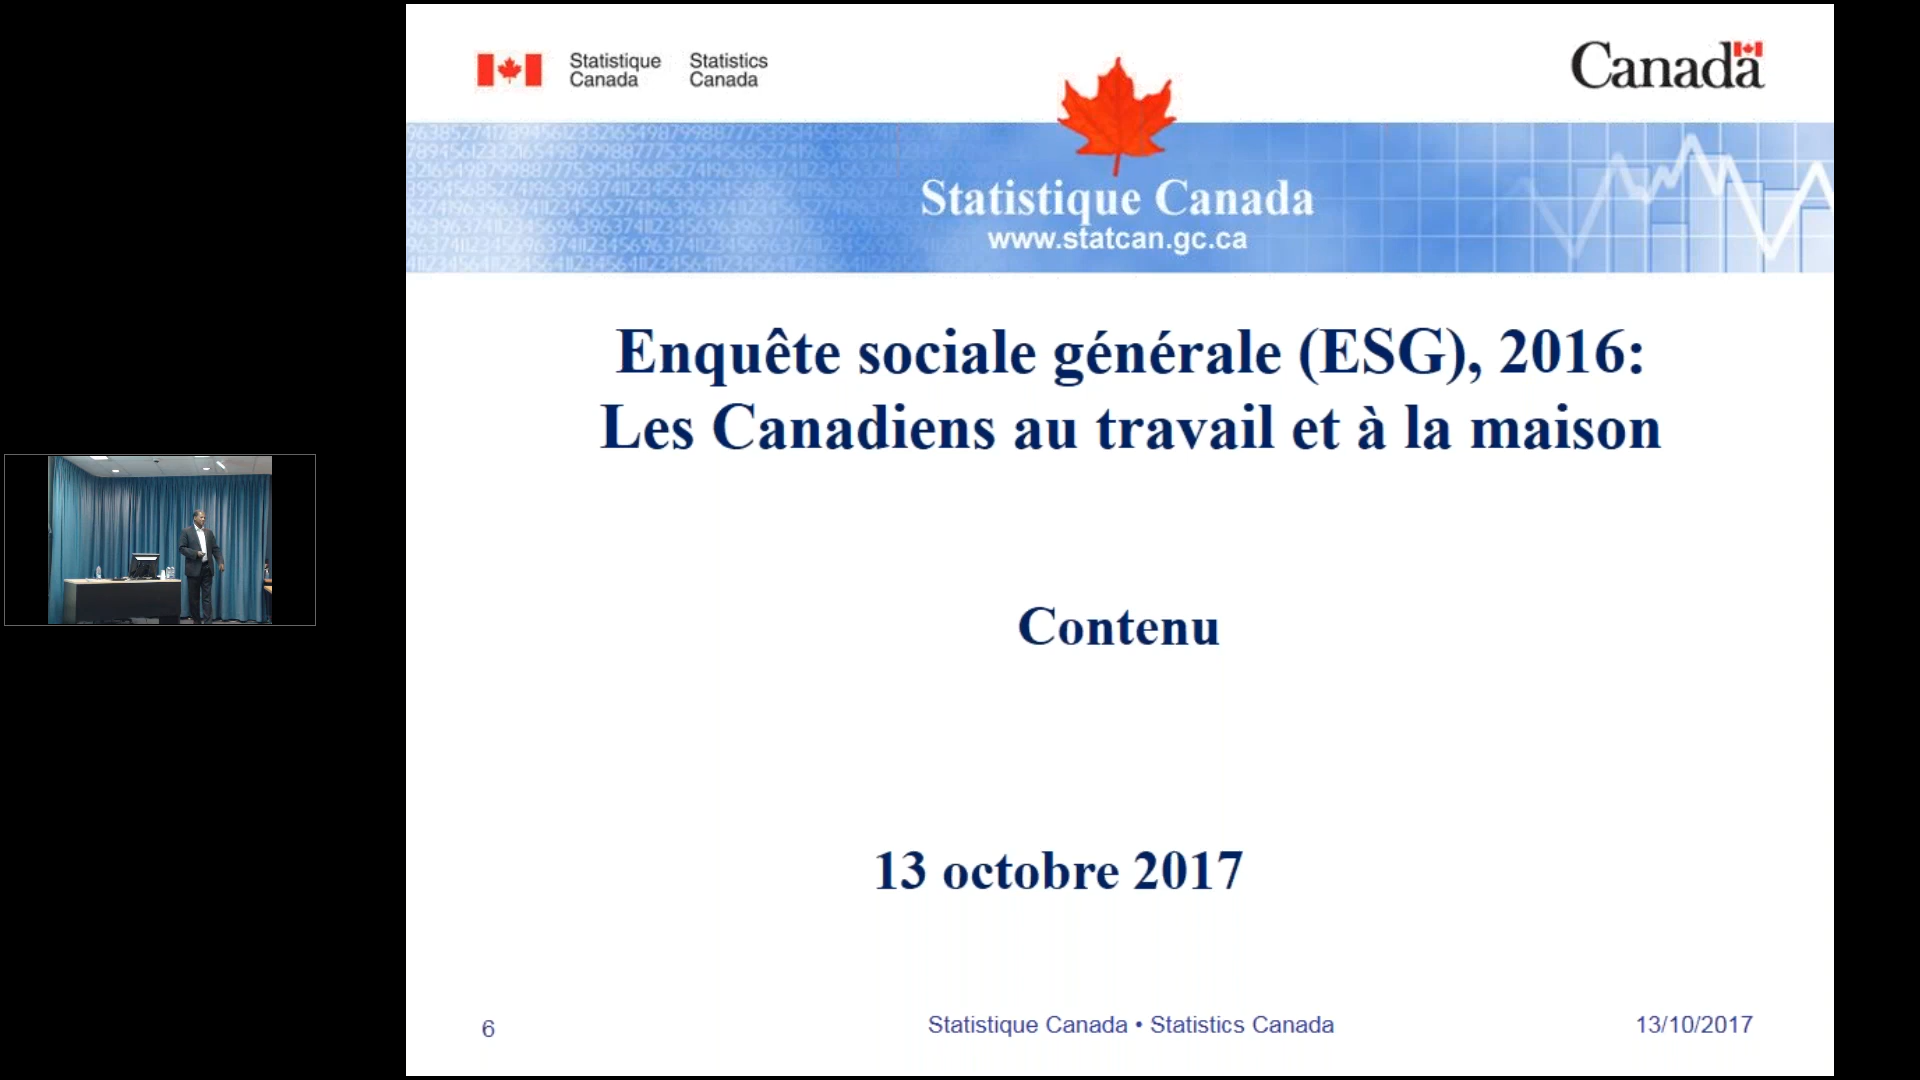 Statistique Canada
Statistics Canada
Canada
Statistique Canada
www.statcan.gc.ca
Enquête sociale générale (ESG), 2016:
Les Canadiens au travail et à la maison
Contenu
13 octobre 2017
6
Statistique Canada • Statistics Canada
13/10/2017